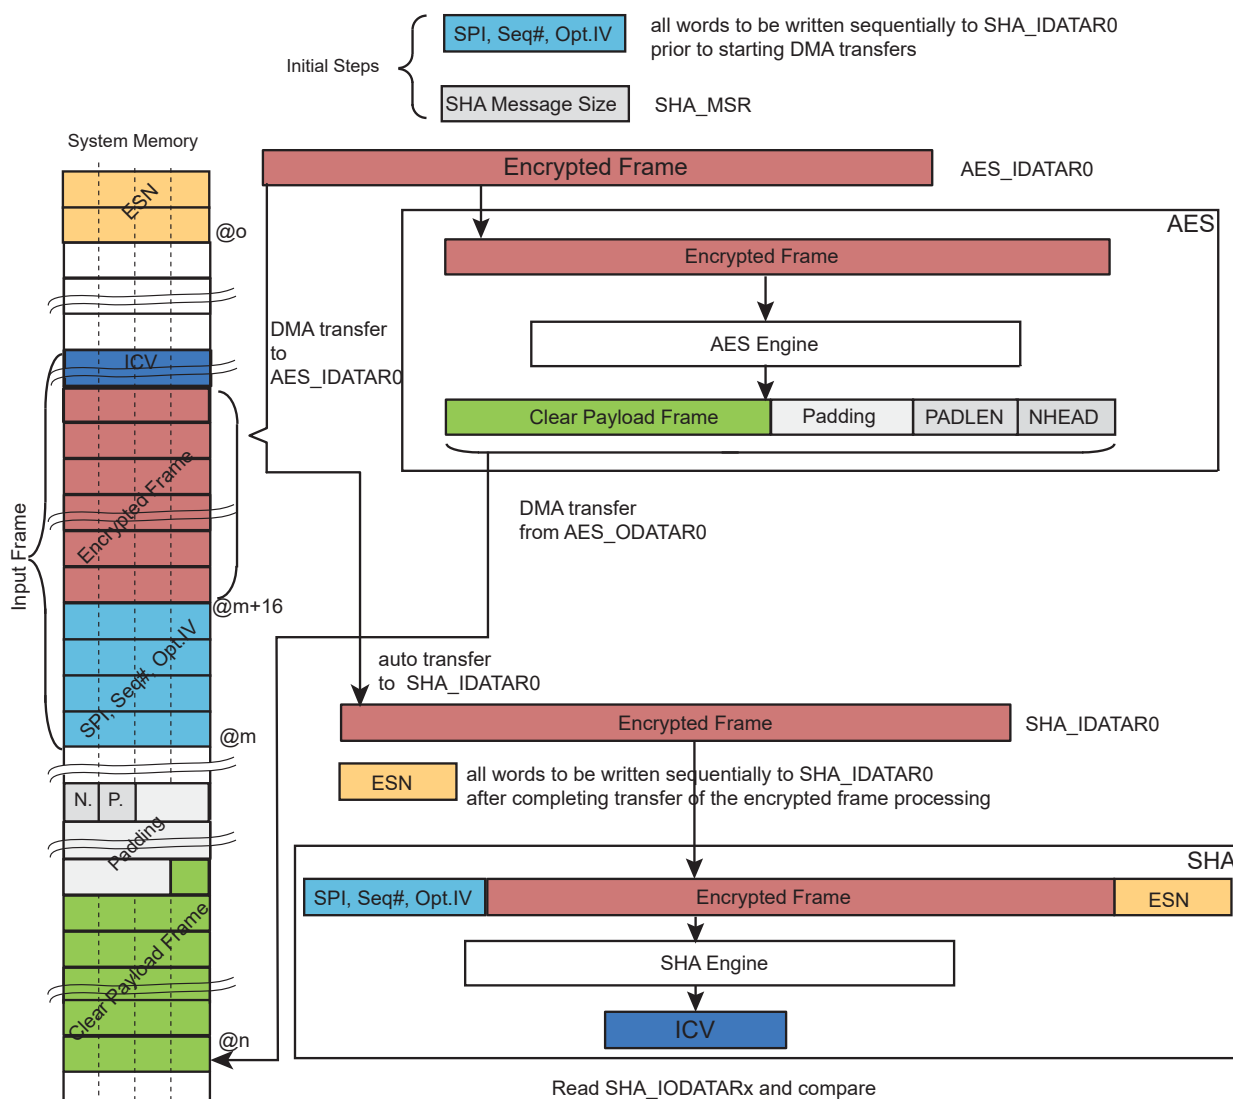 SPI, Seq#, Opt.IV
all words to be written sequentially to SHA_IDATAR0
prior to starting DMA transfers
Initial Steps
SHA Message Size
SHA_MSR
System Memory
Encrypted Frame
AES_IDATAR0
ESN
@o
AES
Encrypted Frame
DMA transfer
to
AES_IDATAR0
AES Engine
ICV
Clear Payload Frame
Padding
PADLEN
NHEAD
Input Frame
Encrypted Frame
DMA transfer
from AES_ODATAR0
@m+16
SPI, Seq#, Opt.IV
auto transfer
to SHA_IDATAR0
@m
Encrypted Frame
SHA_IDATAR0
ESN
all words to be written sequentially to SHA_IDATAR0
after completing transfer of the encrypted frame processing
N.
P.
Padding
SHA
SPI, Seq#, Opt.IV
Encrypted Frame
ESN
Clear Payload Frame
SHA Engine
ICV
@n
Read SHA_IODATARx and compare